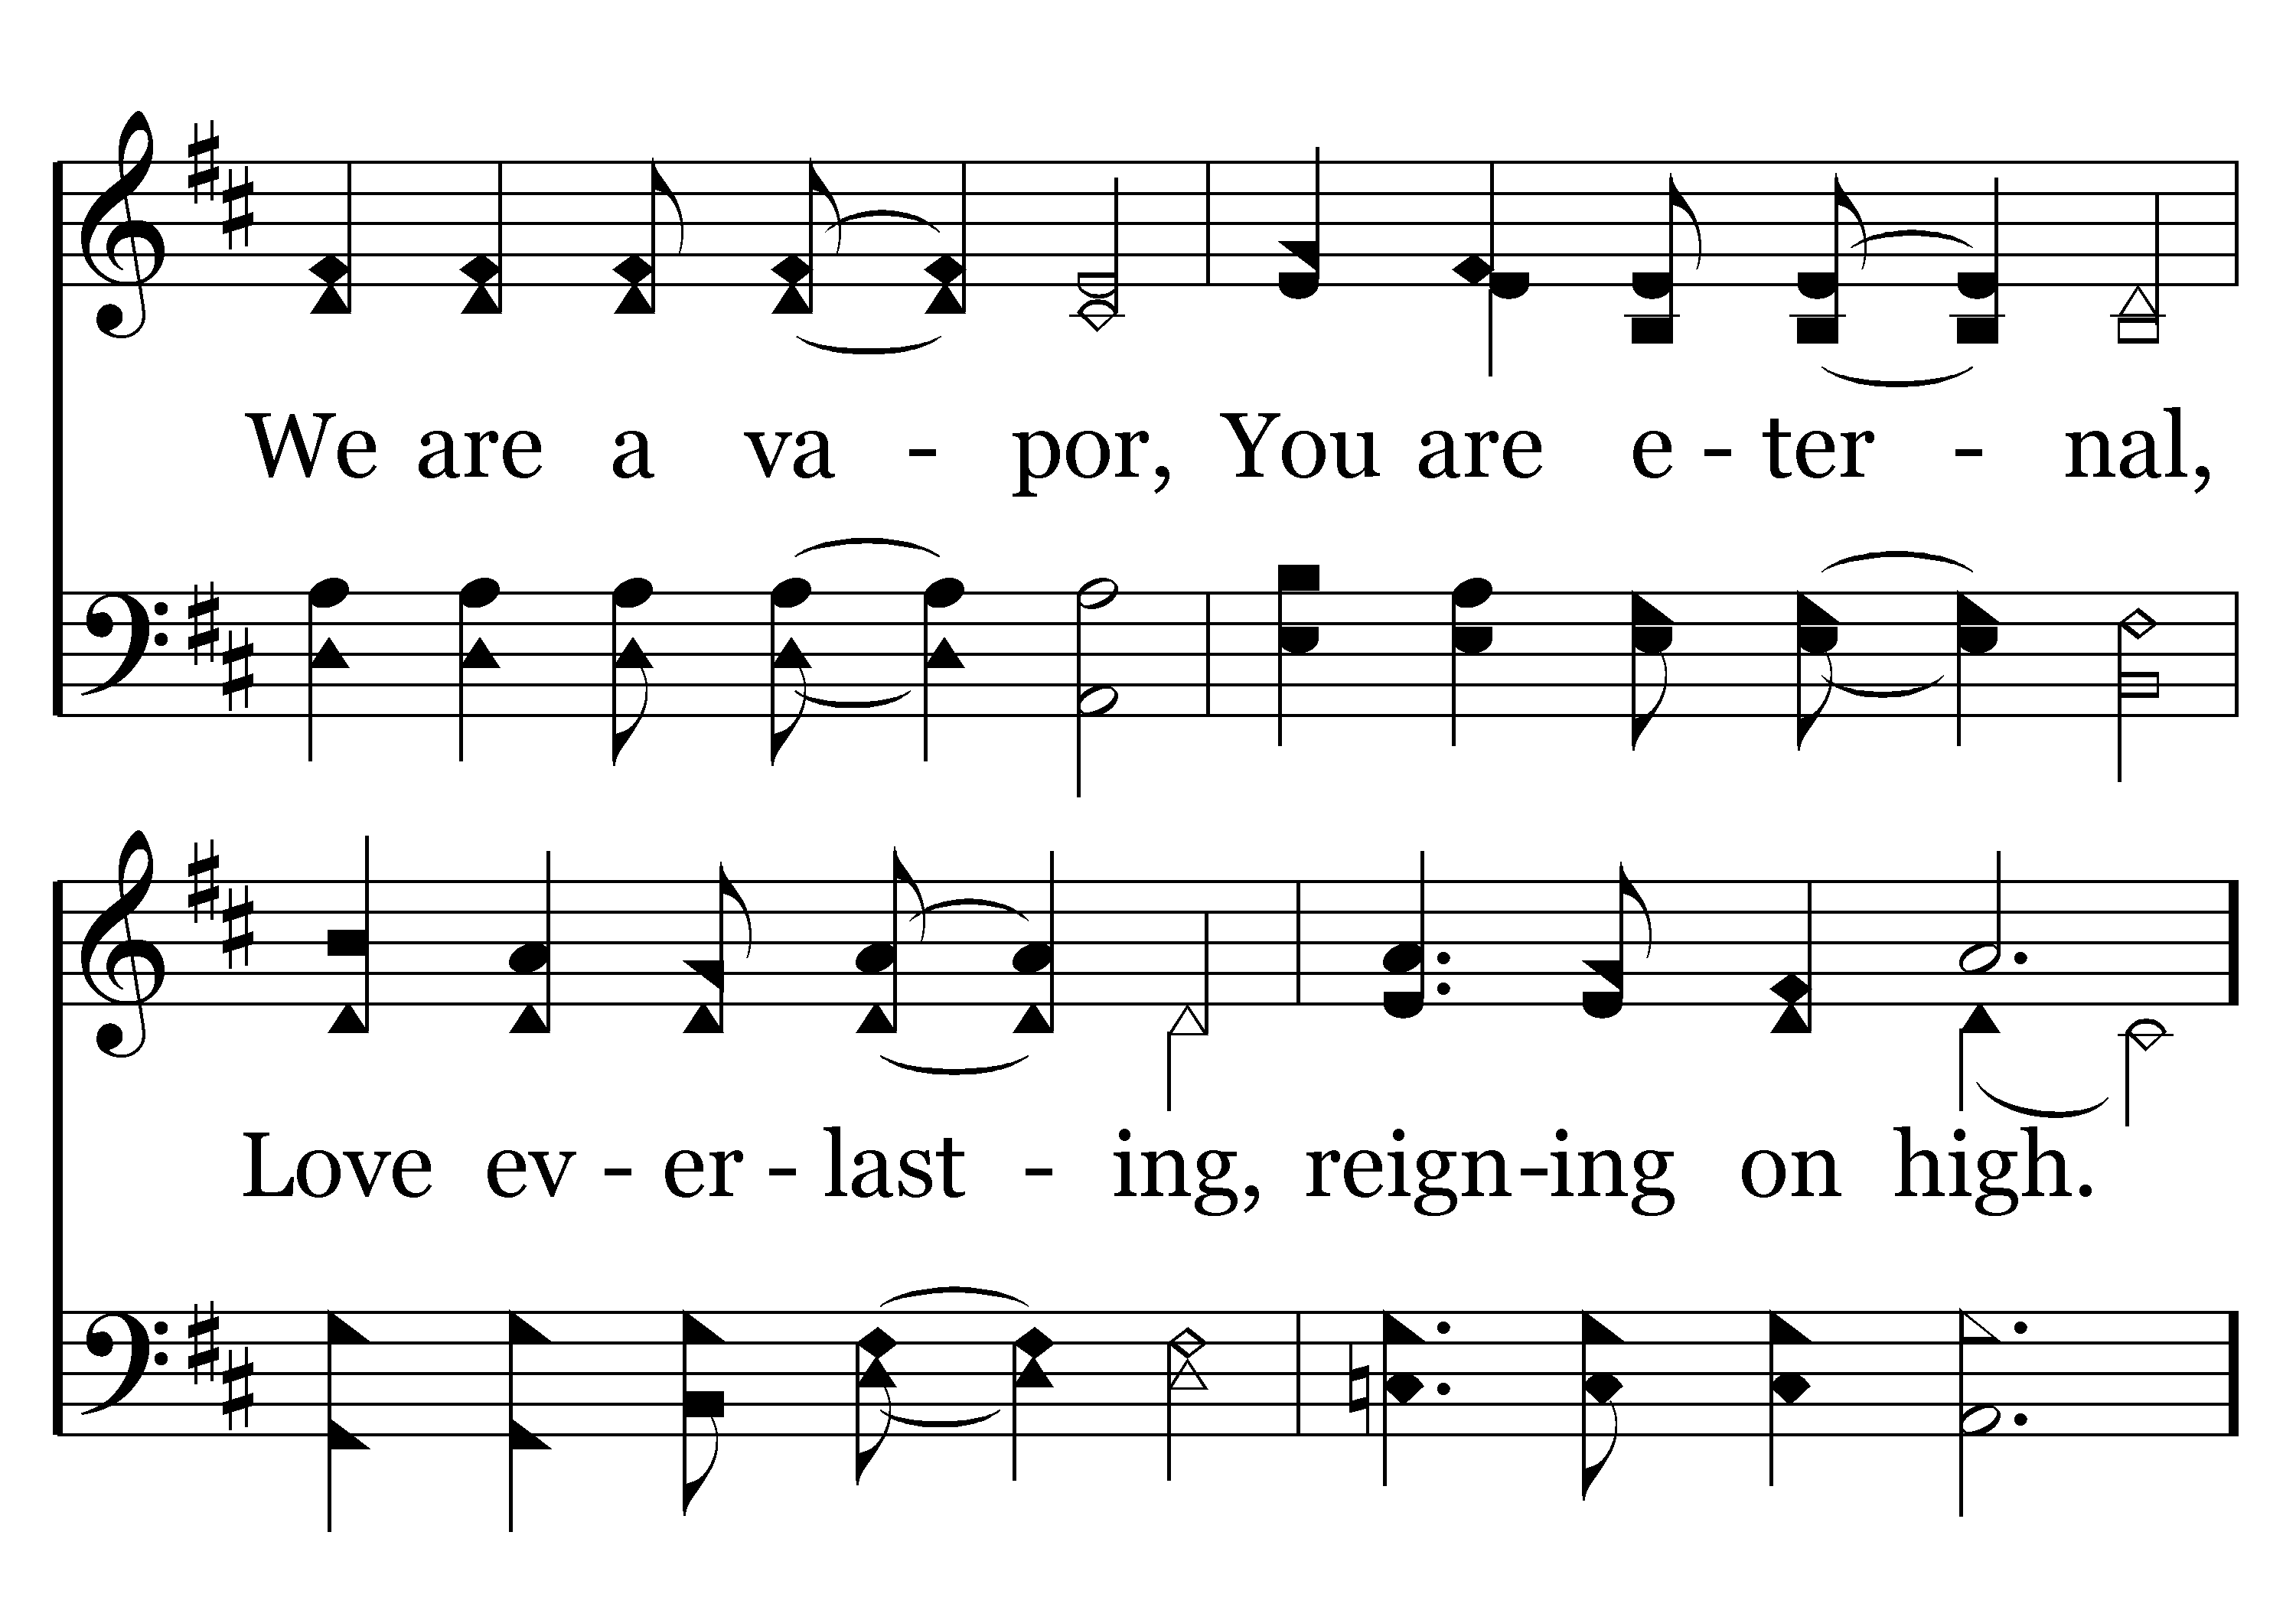 We are a va - por, You are e - ter - nal,
Love ev - er - last - ing, reign-ing on high.